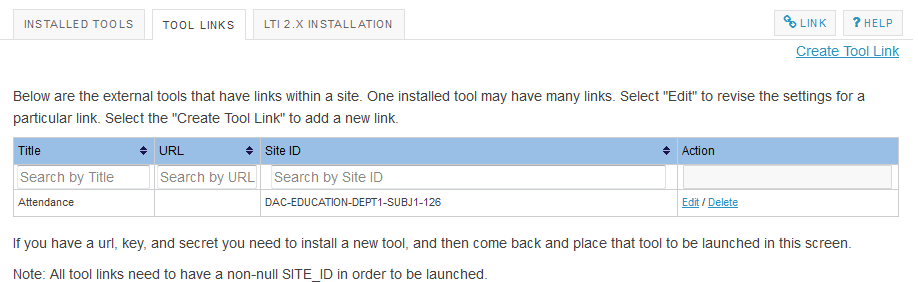 INSTALLED TOOLS TOOL LINKS LTI 2.X INSTALLATION LINK ? HELP
Create Tool Link
Below are the external tools that have links within a site. One installed tool may have many links. Select "Edit" to revise the settings for a
particular link. Select the "Create Tool Link" to add a new link.
Title URL Site ID Action
Search by Title Search by URL Search by Site ID
Attendance DAC-EDUCATION-DEPT1-SUBJ1-126 Edit / Delete
If you have a url, key, and secret you need to install a new tool, and then come back and place that tool to be launched in this screen.
Note: All tool links need to have a non-null SITE_ID in order to be launched.